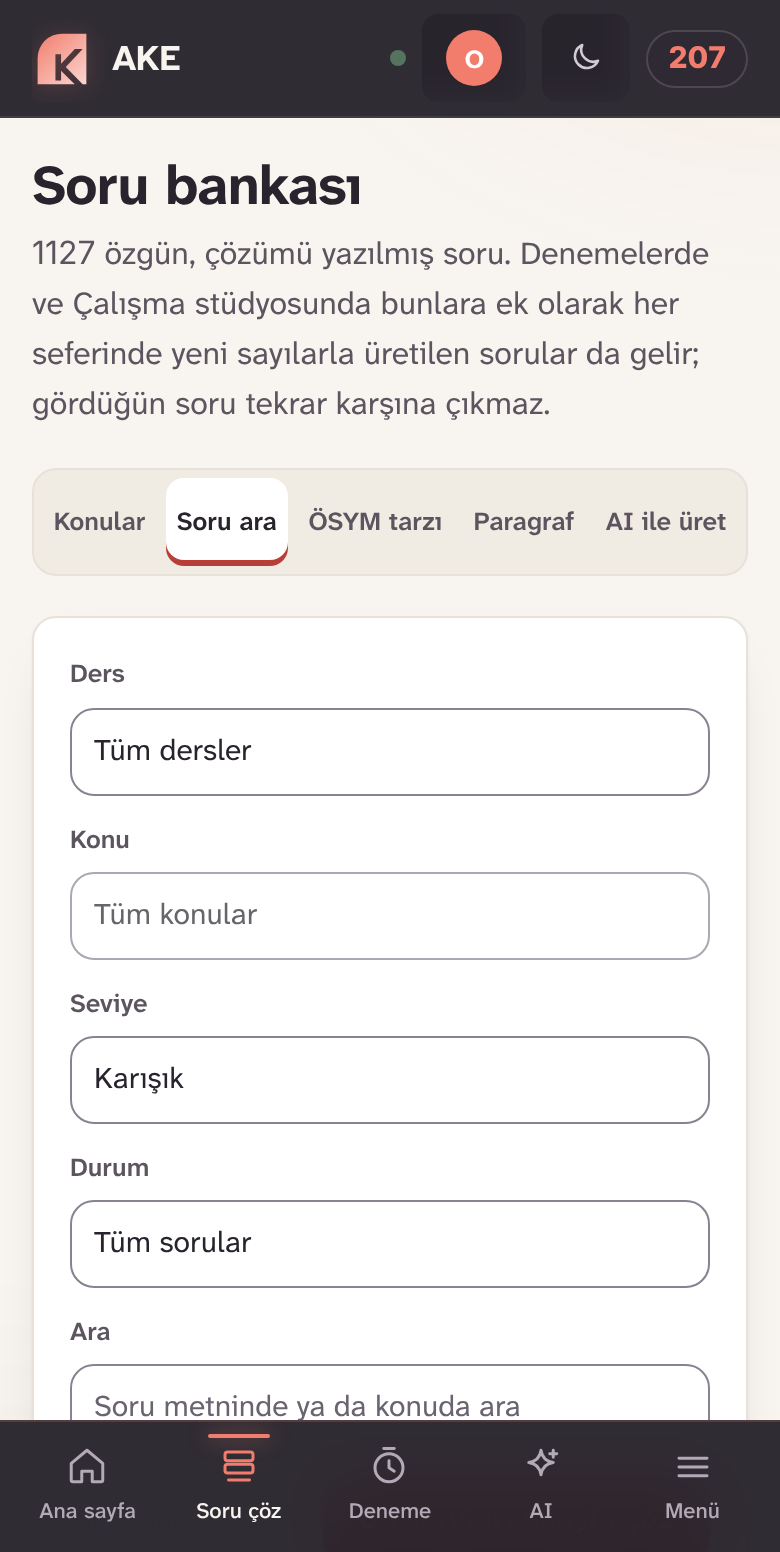 K AKE
O
207
Soru bankası
1127 özgün, çözümü yazılmış soru. Denemelerde
ve Çalışma stüdyosunda bunlara ek olarak her
seferinde yeni sayılarla üretilen sorular da gelir;
gördüğün soru tekrar karşına çıkmaz.
Konular Soru ara ÖSYM tarzı Paragraf AI ile üret
Ders
Tüm dersler
Konu
Tüm konular
Seviye
Karışık
Durum
Tüm sorular
Ara
Soru metninde ya da konuda ara
Ana sayfa Soru çöz Deneme AI Menü